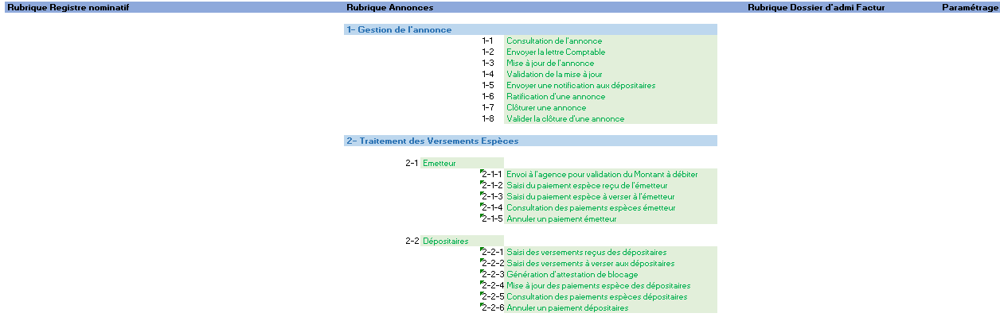 Rubrique Registre nominatif Rubrique Annonces Rubrique Dossier d'admi Factur Paramétrage
1- Gestion de l'annonce
1-1 Consultation de l'annonce
1-2 Envoyer la lettre Comptable
1-3 Mise à jour de l'annonce
1-4 Validation de la mise à jour
1-5 Envoyer une notification aux dépositaires
1-6 Ratification d'une annonce
1-7 Clôturer une annonce
1-8 Valider la clôture d'une annonce
2- Traitement des Versements Espèces
2-1 Emetteur
2-1-1 Envoi à l'agence pour validation du Montant à débiter
2-1-2 Saisi du paiement espèce reçu de l'émetteur
2-1-3 Saisi du paiement espèce à verser à l'émetteur
2-1-4 Consultation des paiements espèces émetteur
2-1-5 Annuler un paiement émetteur
2-2 Dépositaires
2-2-1 Saisi des versements reçus des dépositaires
2-2-2 Saisi des versements à verser aux dépositaires
2-2-3 Génération d'attestation de blocage
2-2-4 Mise à jour des paiements espèce des dépositaires
2-2-5 Consultation des paiements espèces dépositaires
2-2-6 Annuler un paiement dépositaires